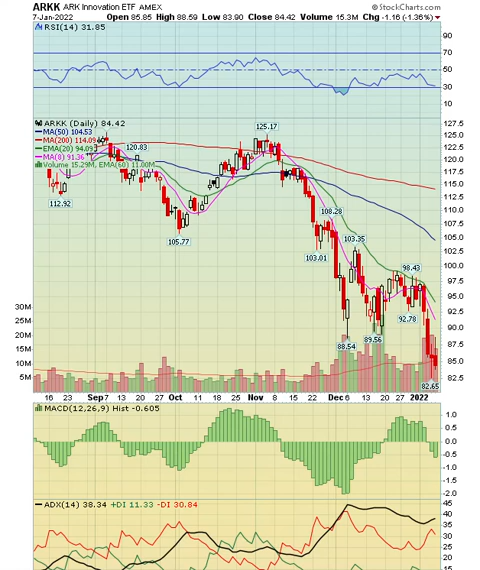 ARKK ARK Innovation ETF AMEX © StockCharts.com
7-Jan-2022 Open 85.85 High 88.59 Low 83.90 Close 84.42 Volume 15.3M Chg -1.16 (-1.36%)
RSI(14) 31.85
90
70
50
30
10
ARKK (Daily) 84.42
MA(50) 104.53
MA(200) 114.09
EMA(20) 94.09
MA(8) 91.36
Volume 15.29M, EMA(60) 11.00M
120.83
125.17
112.92
105.77
108.28
103.01
103.35
98.43
92.78
88.54
89.56
82.65
127.5
125.0
122.5
120.0
117.5
115.0
112.5
110.0
107.5
105.0
102.5
100.0
97.5
95.0
92.5
90.0
87.5
85.0
82.5
30M
25M
20M
15M
10M
5M
16 23 Sep 7 13 20 27 Oct 11 18 25 Nov 8 15 22 Dec 6 13 20 27 2022
MACD(12,26,9) Hist -0.605
1.0
0.5
0.0
-0.5
-1.0
-1.5
-2.0
ADX(14) 38.34 +DI 11.33 -DI 30.84
45
40
35
30
25
20
15